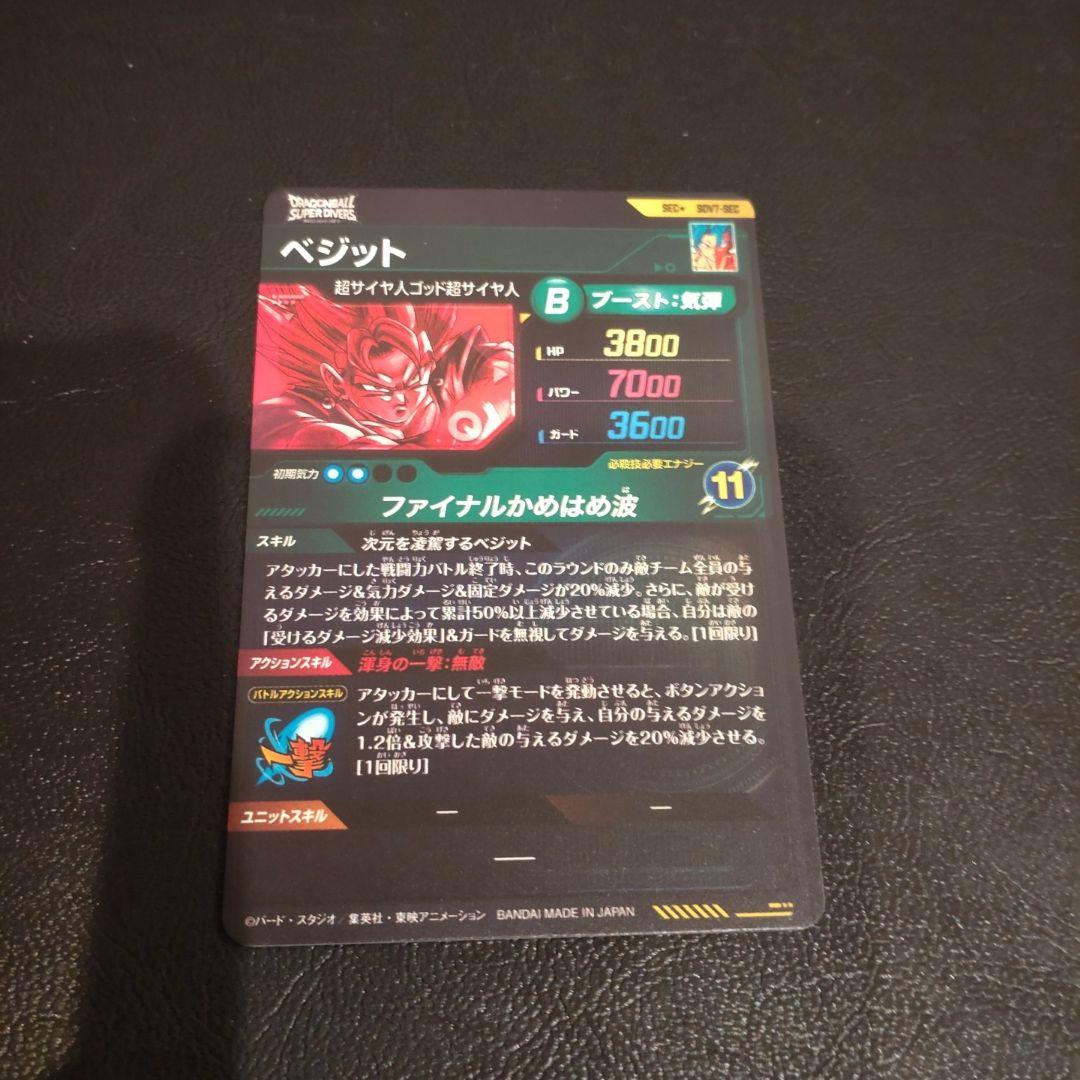 DRAGONBALL
SUPER DIVERS
SEC★ SDV7-SEC
ベジット
超サイヤ人ゴッド超サイヤ人
B ブースト:気弾
HP 3800
パワー 7000
ガード 3600
初期気力
必殺技必要エナジー
11
ファイナルかめはめ波
スキル 次元を凌駕するベジット
アタッカーにした戦闘力バトル終了時、このラウンドのみ敵チーム全員の与
えるダメージ&気力ダメージ&固定ダメージが20%減少。さらに、敵が受け
るダメージを効果によって累計50%以上減少させている場合、自分は敵の
[受けるダメージ減少効果]&ガードを無視してダメージを与える。[1回限り]
アクションスキル 渾身の一撃:無敵
バトルアクションスキル
アタッカーにして一撃モードを発動させると、ボタンアクショ
ンが発生し、敵にダメージを与え、自分の与えるダメージを
1.2倍&攻撃した敵の与えるダメージを20%減少させる。
[1回限り]
一撃
ユニットスキル ― ―
―
©バード・スタジオ/集英社・東映アニメーション BANDAI MADE IN JAPAN